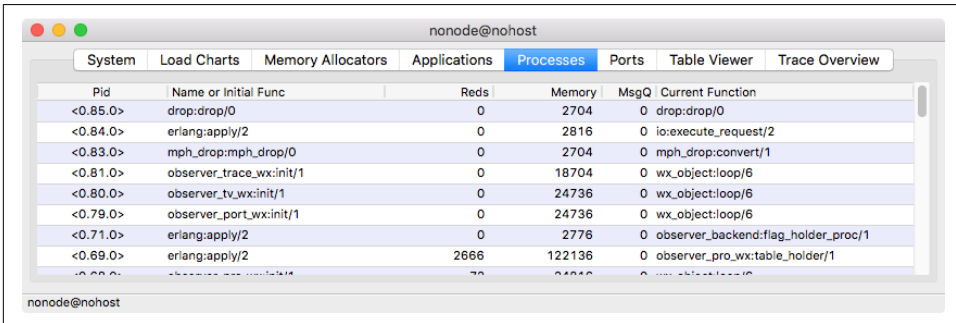 nonode@nohost
System Load Charts Memory Allocators Applications Processes Ports Table Viewer Trace Overview
Pid Name or Initial Func Reds Memory MsgQ Current Function
<0.85.0> drop:drop/0 0 2704 0 drop:drop/0
<0.84.0> erlang:apply/2 0 2816 0 io:execute_request/2
<0.83.0> mph_drop:mph_drop/0 0 2704 0 mph_drop:convert/1
<0.81.0> observer_trace_wx:init/1 0 18704 0 wx_object:loop/6
<0.80.0> observer_tv_wx:init/1 0 24736 0 wx_object:loop/6
<0.79.0> observer_port_wx:init/1 0 24736 0 wx_object:loop/6
<0.71.0> erlang:apply/2 0 2776 0 observer_backend:flag_holder_proc/1
<0.69.0> erlang:apply/2 2666 122136 0 observer_pro_wx:table_holder/1
nonode@nohost